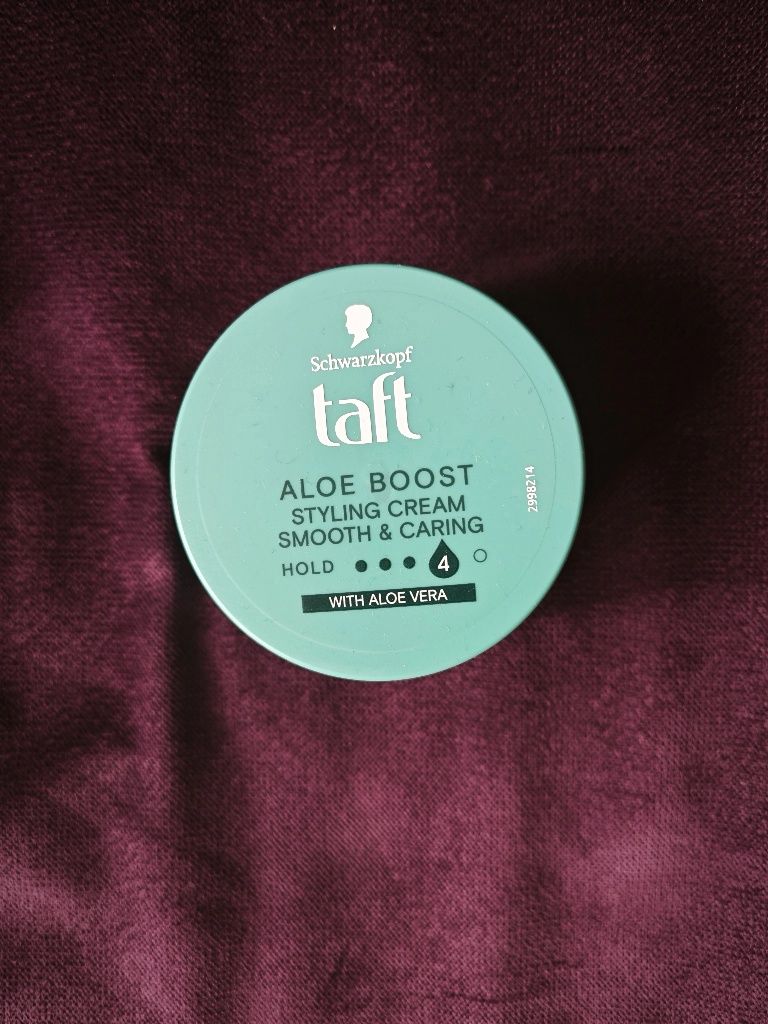 Schwarzkopf
taft
ALOE BOOST
STYLING CREAM
SMOOTH & CARING
HOLD 4
WITH ALOE VERA
2998214